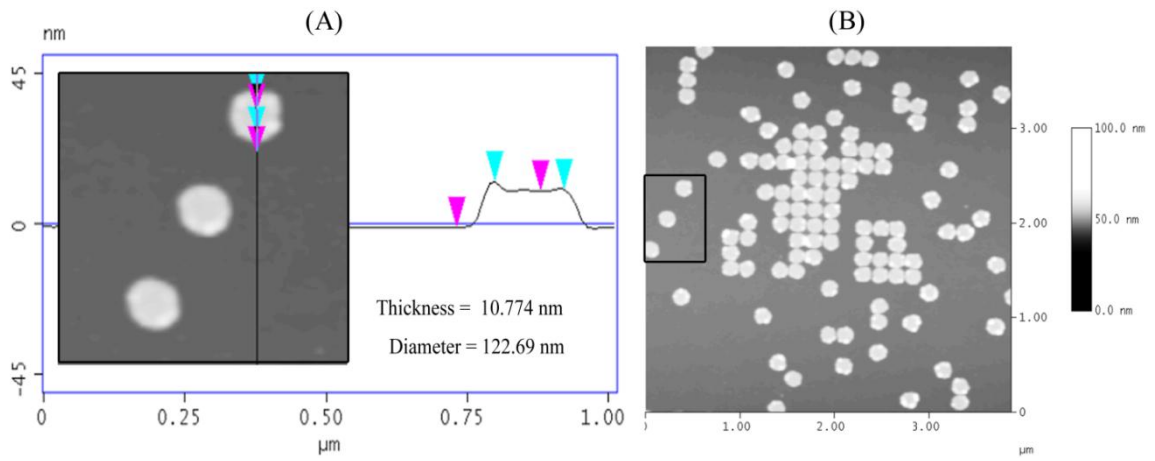 (A)
(B)
nm
45
0
-45
Thickness = 10.774 nm
Diameter = 122.69 nm
0
0.25
0.50
0.75
1.00
μm
3.00
2.00
1.00
0
1.00
2.00
3.00
μm
100.0 nm
50.0 nm
0.0 nm